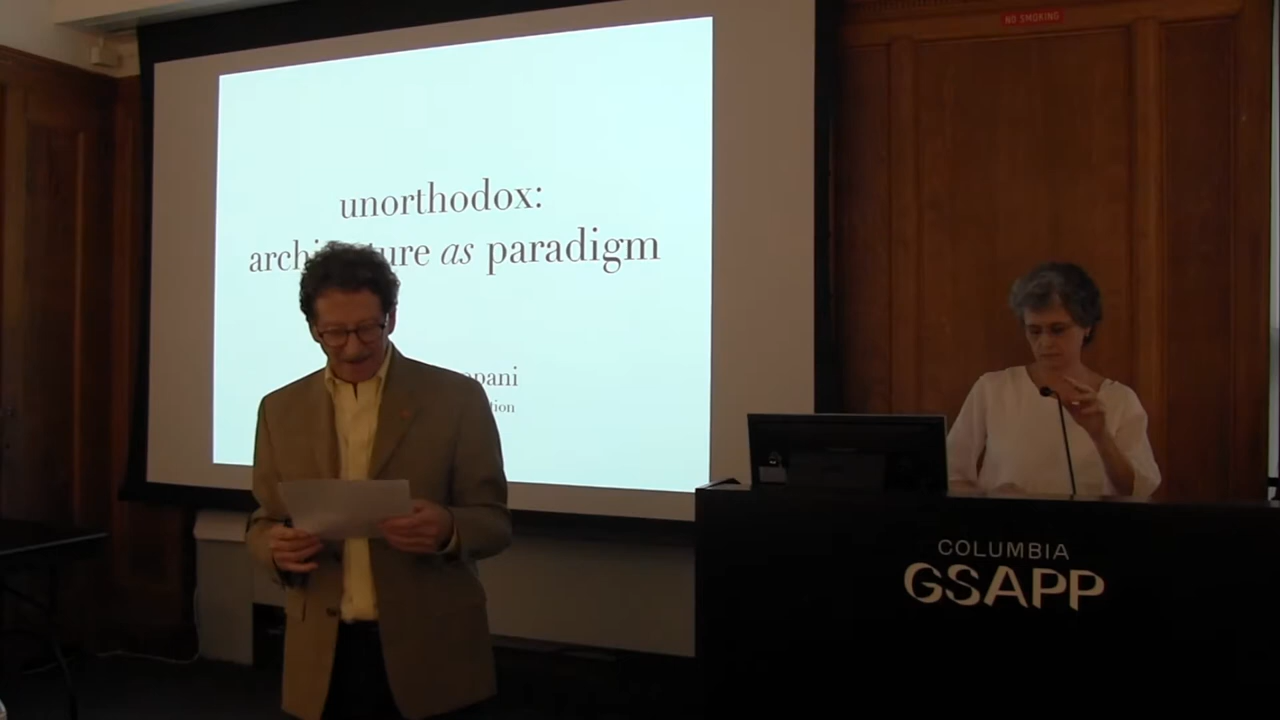 NO SMOKING
unorthodox:
as paradigm
COLUMBIA
GSAPP